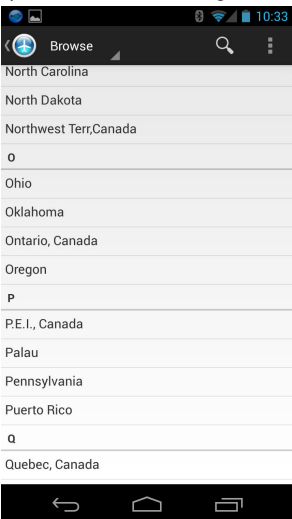 10:33
Browse
North Carolina
North Dakota
Northwest Terr,Canada
O
Ohio
Oklahoma
Ontario, Canada
Oregon
P
P.E.I., Canada
Palau
Pennsylvania
Puerto Rico
Q
Quebec, Canada